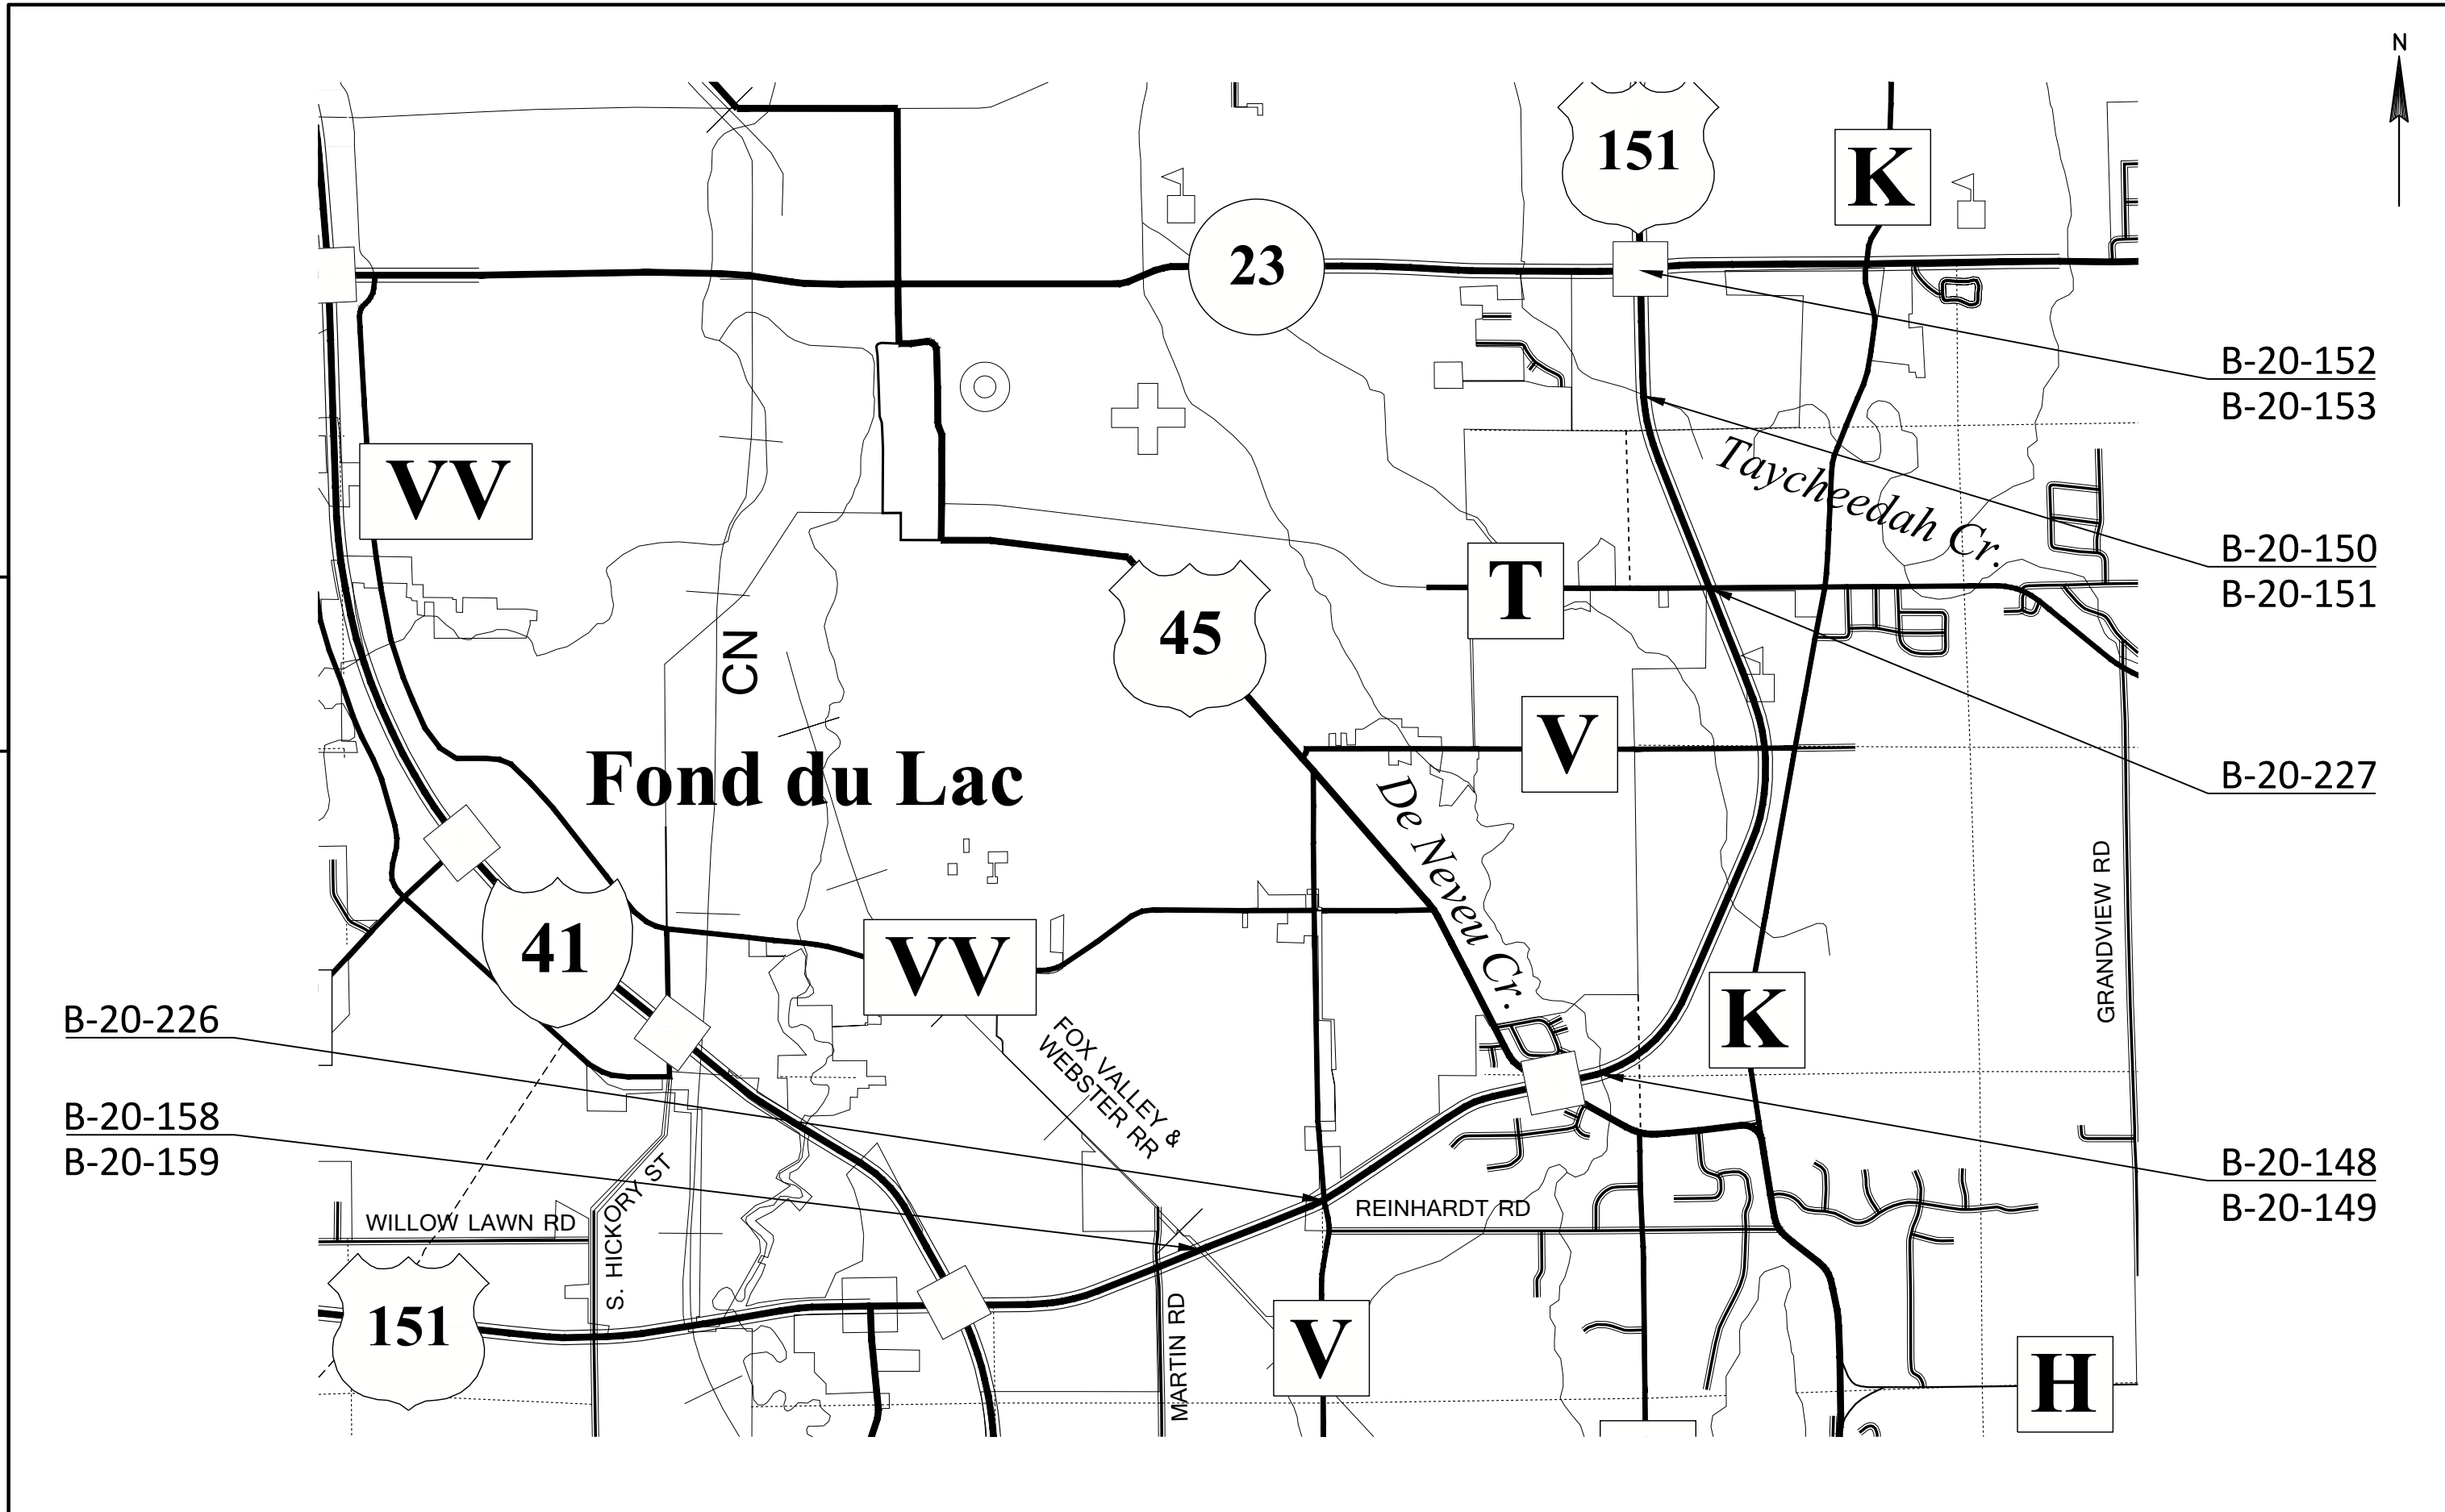 N
151
K
23
B-20-152
B-20-153
VV
Taycheedah Cr.
B-20-150
B-20-151
T
45
CN
V
Fond du Lac
B-20-227
De Neveu Cr.
GRANDVIEW RD
41
VV
K
B-20-226
FOX VALLEY &
WEBSTER RR
B-20-158
B-20-159
B-20-148
B-20-149
WILLOW LAWN RD
S. HICKORY ST
REINHARDT RD
151
MARTIN RD
V
H